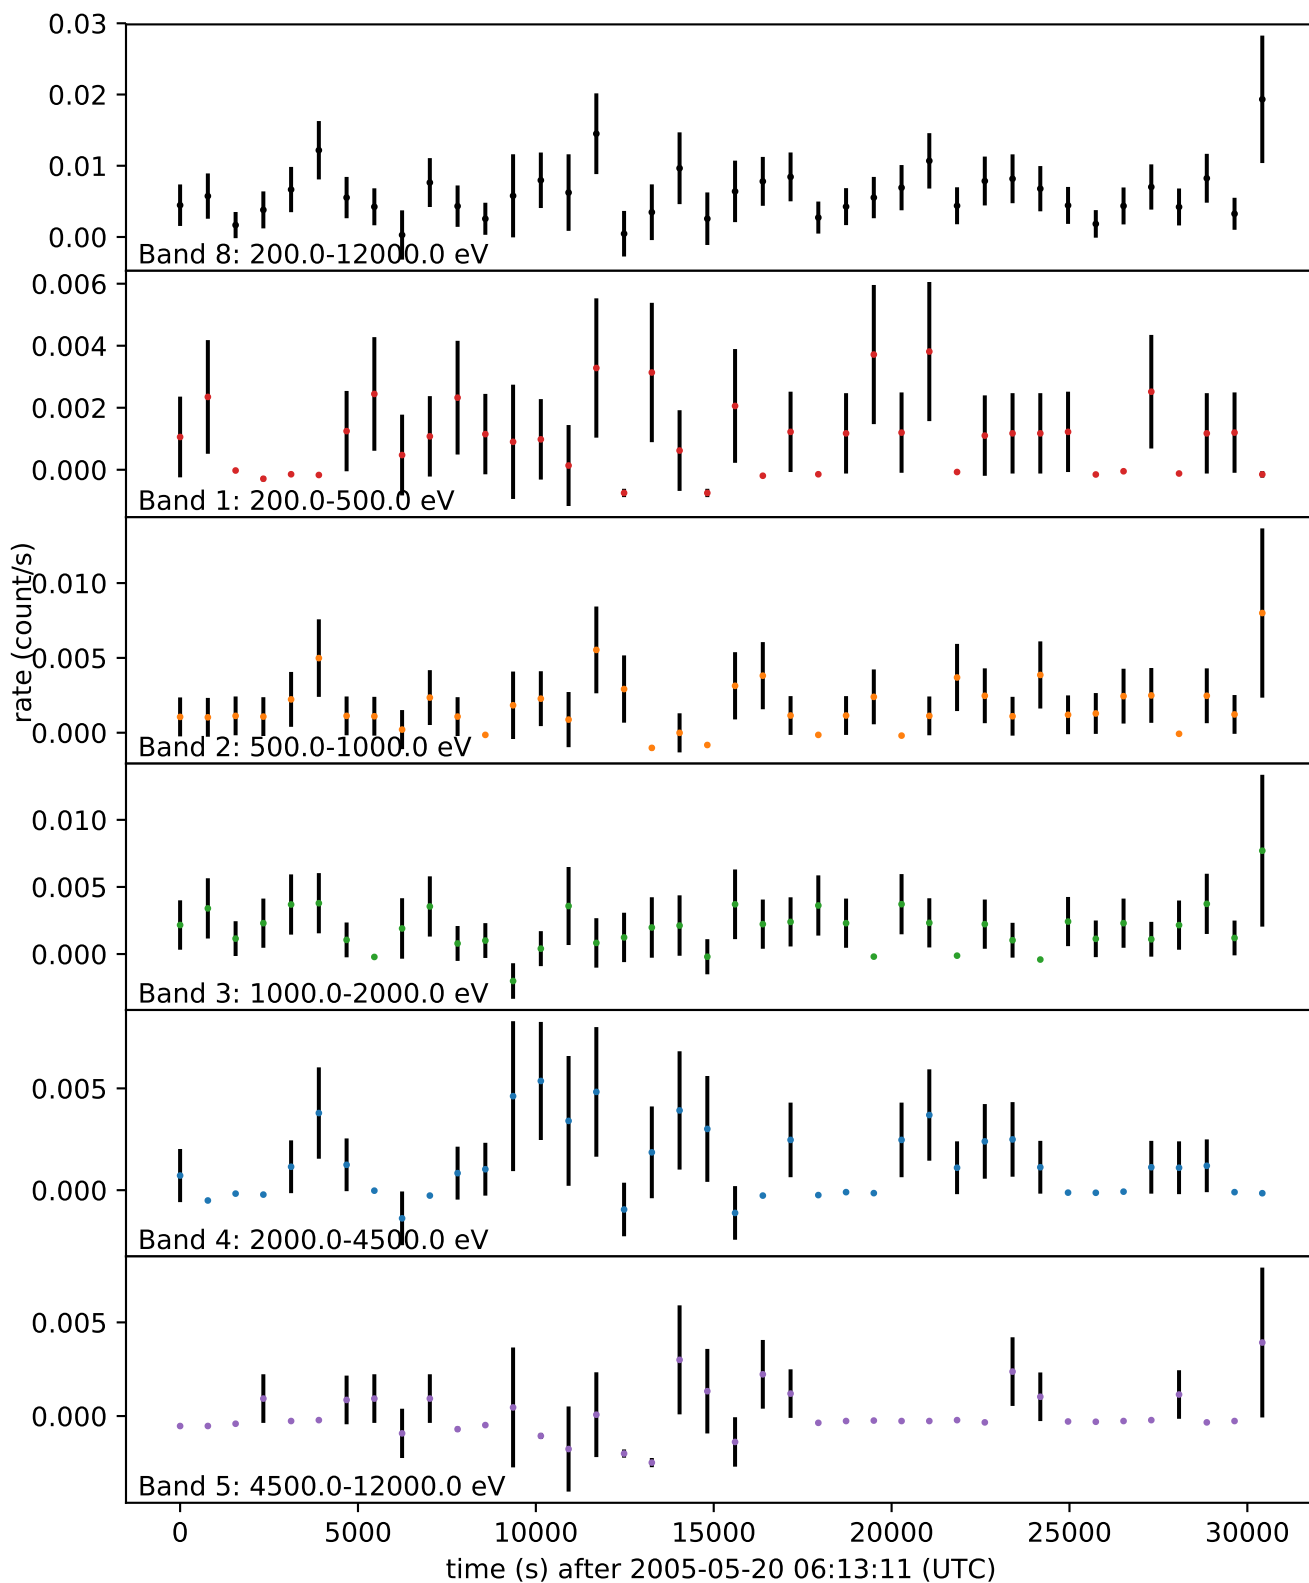 0.03
0.02
0.01
0.00
Band 8: 200.0-12000.0 eV
0.006
0.004
0.002
0.000
Band 1: 200.0-500.0 eV
rate (count/s)
0.010
0.005
0.000
Band 2: 500.0-1000.0 eV
0.010
0.005
0.000
Band 3: 1000.0-2000.0 eV
0.005
0.000
Band 4: 2000.0-4500.0 eV
0.005
0.000
Band 5: 4500.0-12000.0 eV
0 5000 10000 15000 20000 25000 30000
time (s) after 2005-05-20 06:13:11 (UTC)